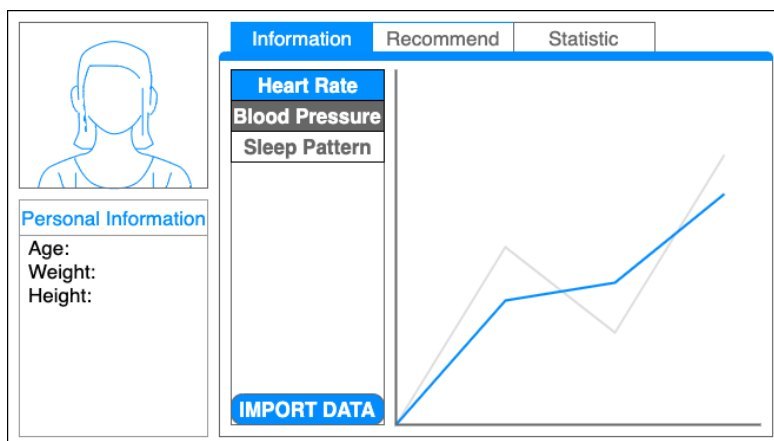 Information
Recommend
Statistic
Heart Rate
Blood Pressure
Sleep Pattern
Personal Information
Age:
Weight:
Height:
IMPORT DATA